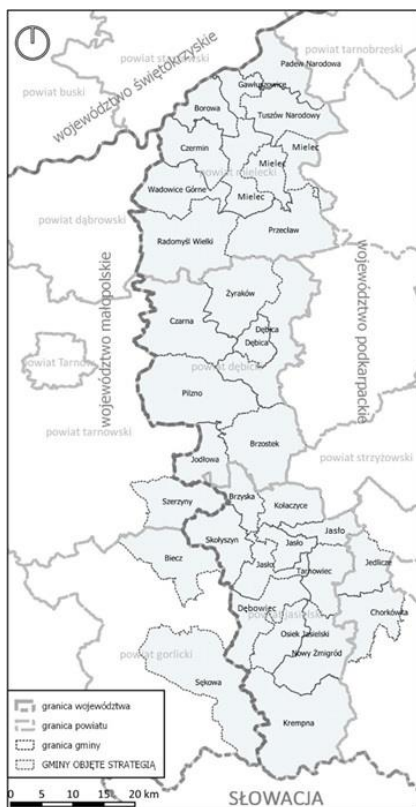 powiat tarnobrzeski
Padew Narodowa
województwo świętokrzyskie
powiat buski
Gawłuszowice
Borowa
Tuszów Narodowy
Czermin
Mielec
Mielec
powiat mielecki
Wadowice Górne
Mielec
powiat dąbrowski
Radomyśl Wielki
Przecław
województwo małopolskie
województwo podkarpackie
Żyraków
Czarna
Dębica
Dębica
powiat Tarnów
powiat dębicki
Pilzno
powiat tarnowski
Brzostek
Jodłowa
powiat strzyżowski
Brzyska
Szerzyny
Kołaczyce
Skołyszyn
Jasło
Jasło
Biecz
Jasło
Jedlicze
Tarnowiec
Dębowiec
Chorkówka
powiat jasielski
Osiek Jasielski
powiat gorlicki
Nowy Żmigród
Sękowa
Krempna
granica województwa
granica powiatu
granica gminy
GMINY OBJĘTE STRATEGIĄ
0 5 10 15 20 km
SŁOWACJA